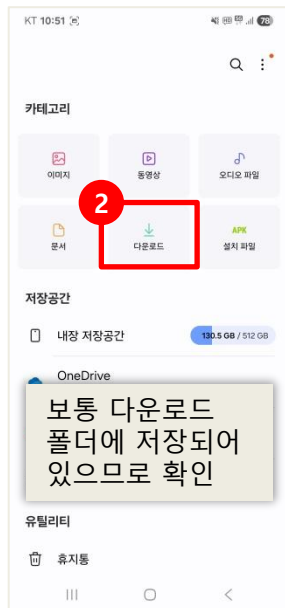 KT 10:51
78
카테고리
이미지
동영상
오디오 파일
2
문서
다운로드
APK
설치 파일
저장공간
내장 저장공간
130.5 GB / 512 GB
OneDrive
보통 다운로드
폴더에 저장되어
있으므로 확인
유틸리티
휴지통